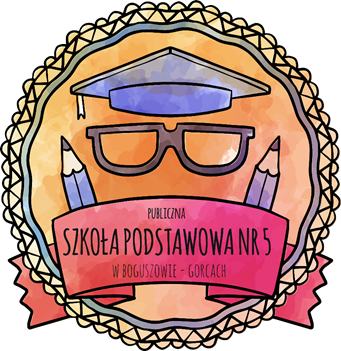 PUBLICZNA
SZKOŁA PODSTAWOWA NR 5
W BOGUSZOWIE - GORCACH